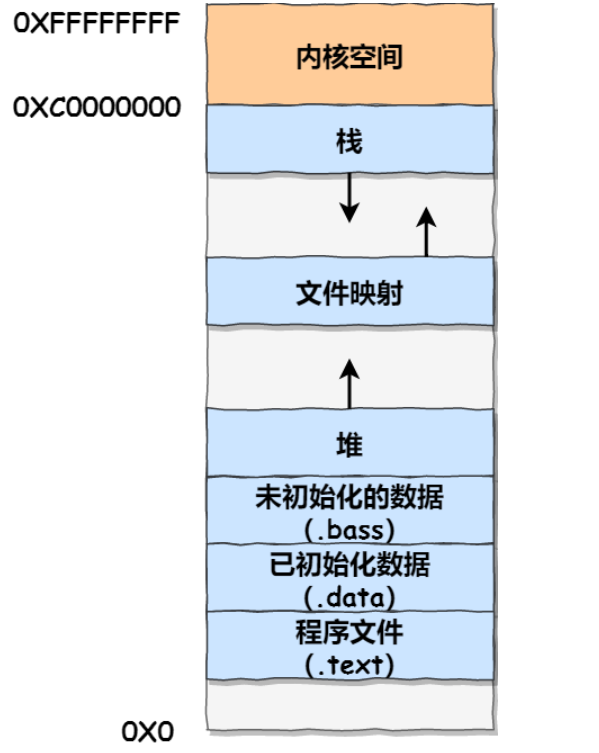 0XFFFFFFFF
内核空间
0XC0000000
栈
文件映射
堆
未初始化的数据
(.bass)
已初始化数据
(.data)
程序文件
(.text)
0X0